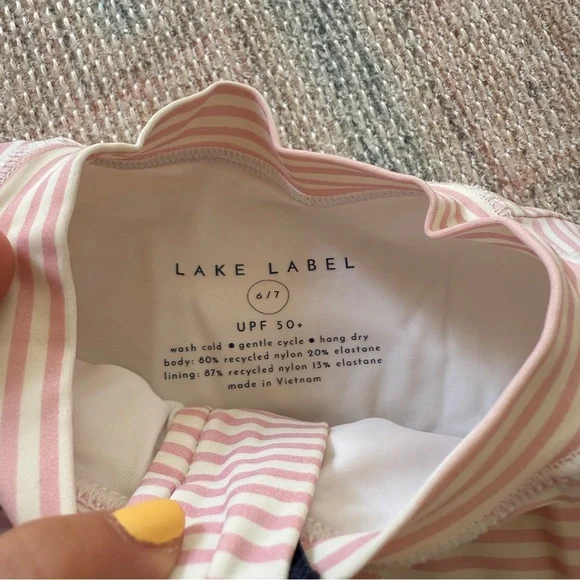 LAKE LABEL
6/7
UPF 50+
wash cold • gentle cycle • hang dry
body: 80% recycled nylon 20% elastane
lining: 87% recycled nylon 13% elastane
made in Vietnam